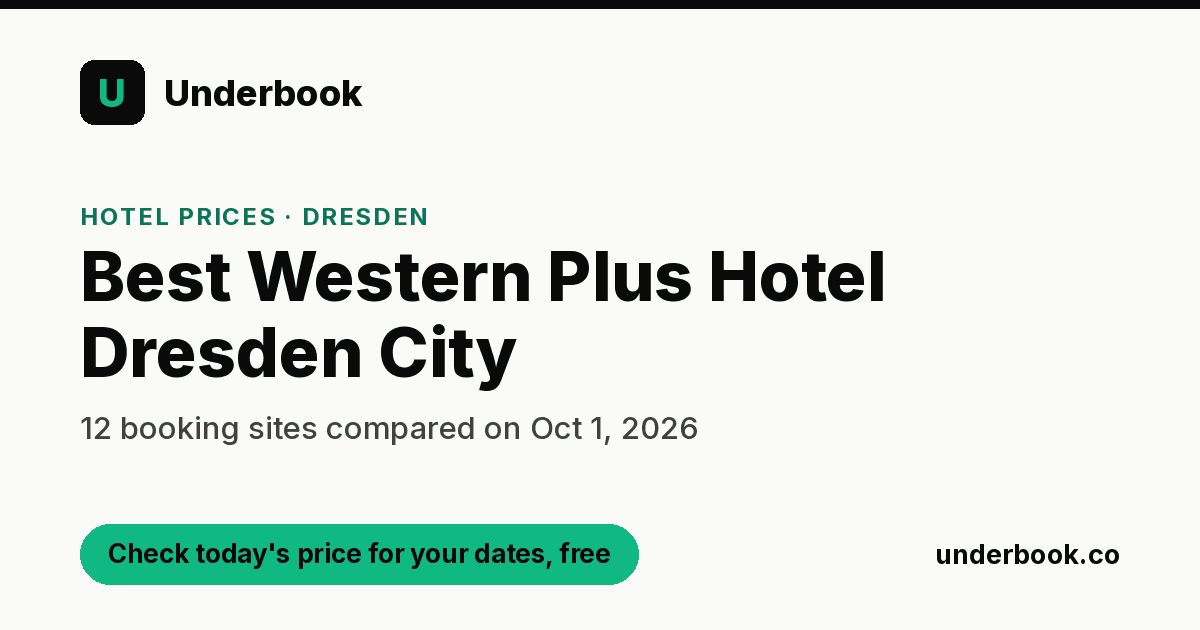 U
Underbook
HOTEL PRICES · DRESDEN
Best Western Plus Hotel
Dresden City
12 booking sites compared on Oct 1, 2026
Check today's price for your dates, free
underbook.co